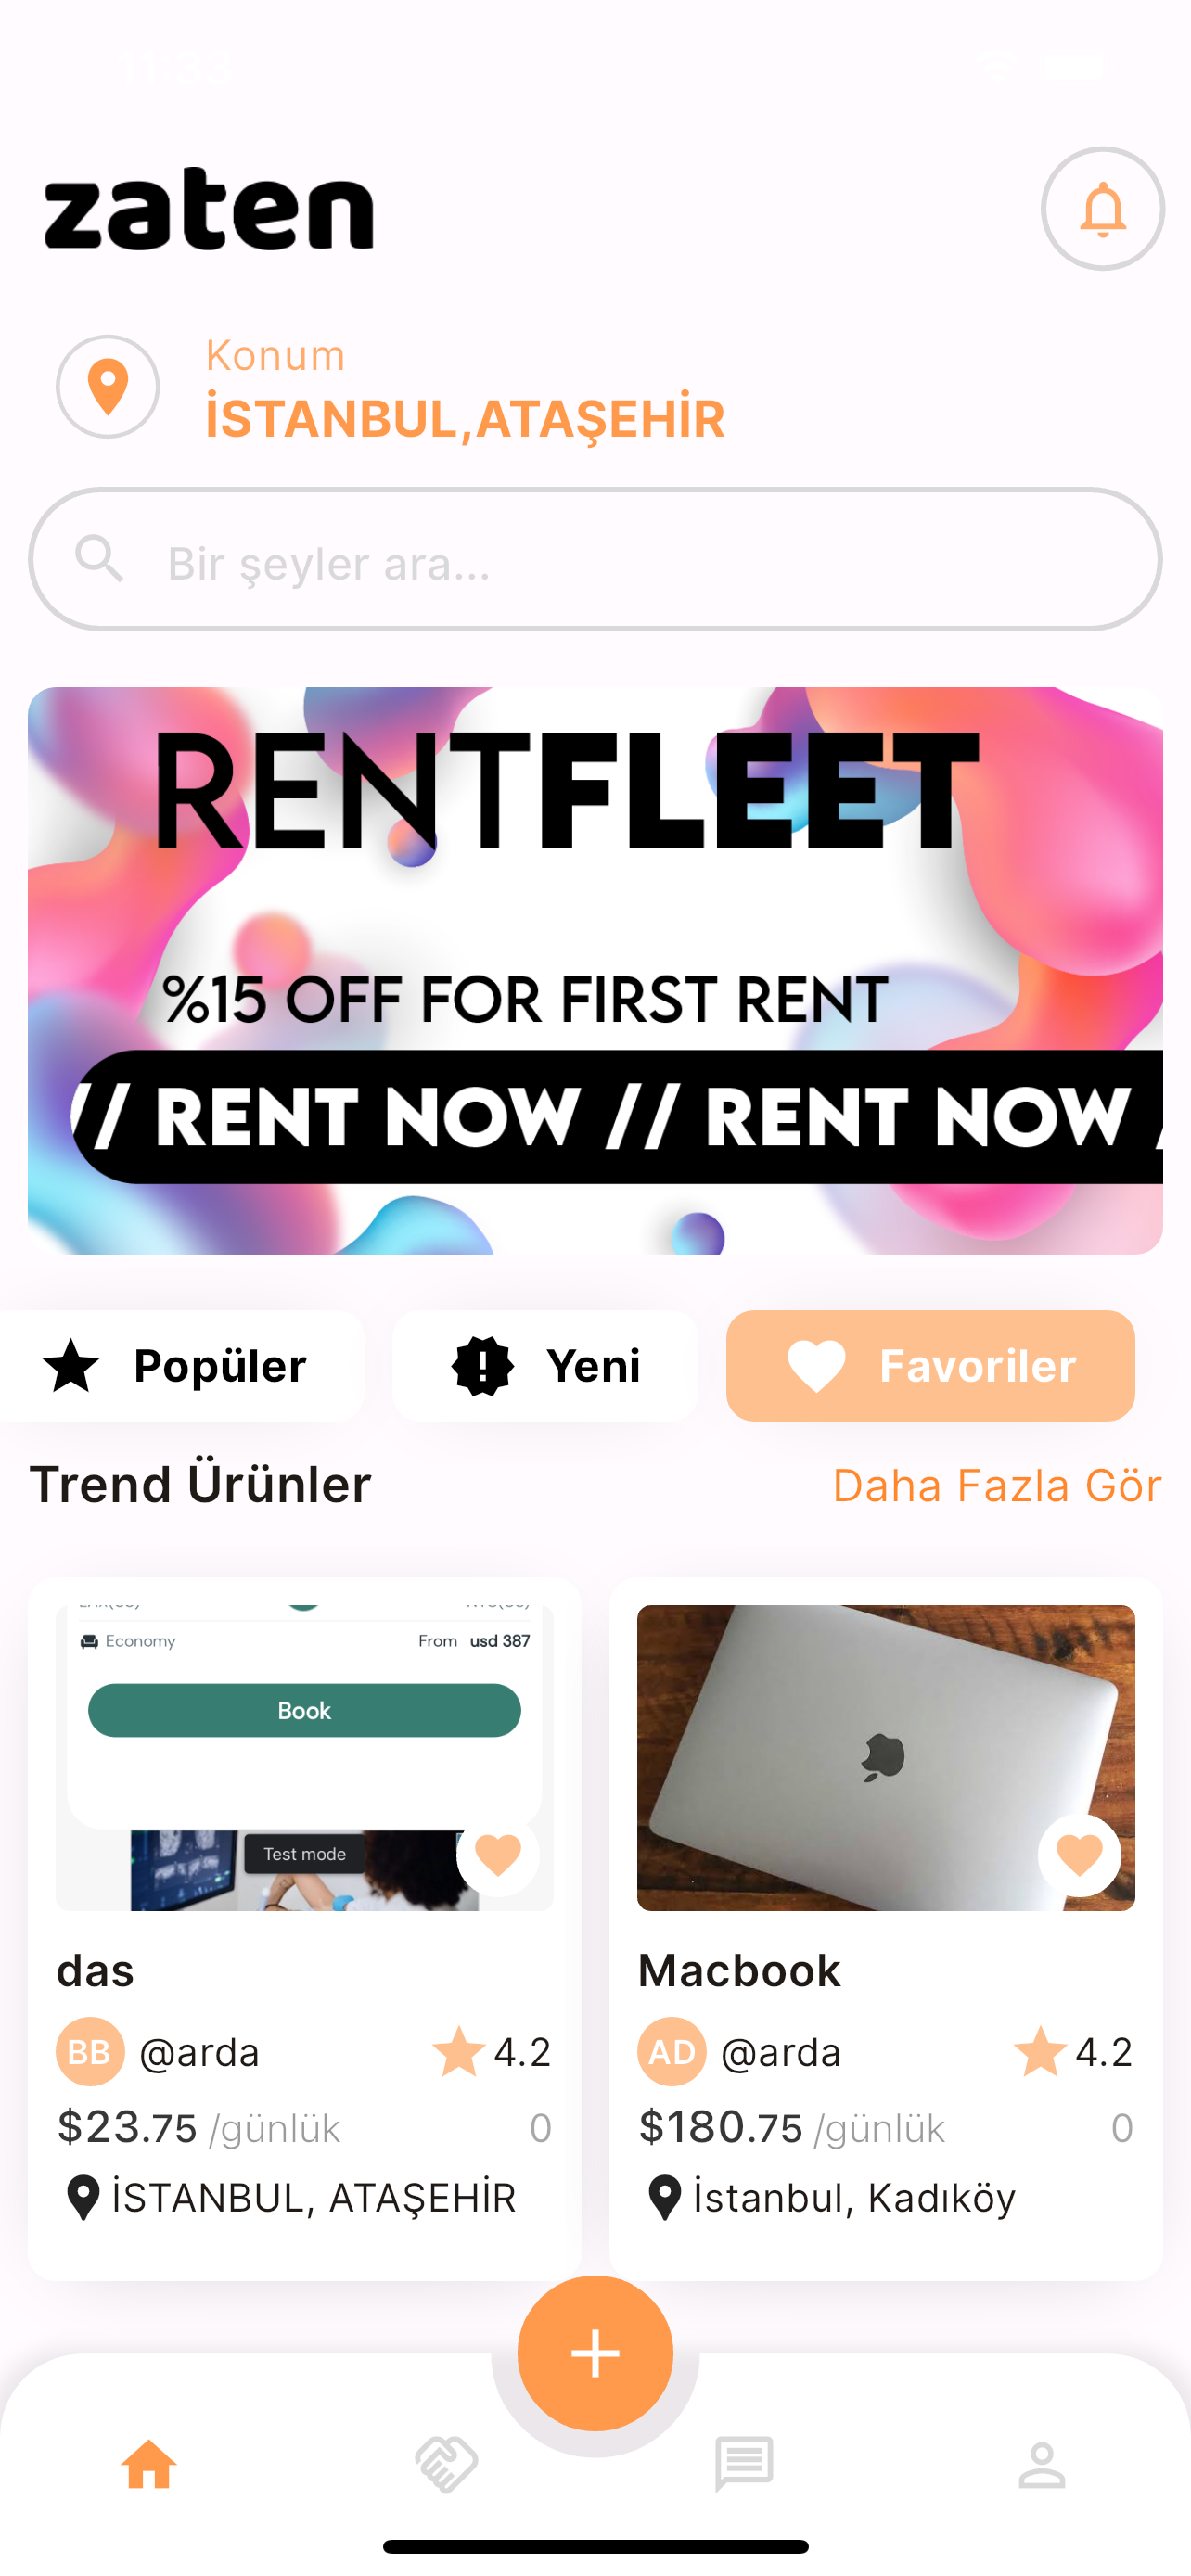 11:33
zaten
Konum
İSTANBUL,ATAŞEHİR
Bir şeyler ara...
RENTFLEET
%15 OFF FOR FIRST RENT
// RENT NOW // RENT NOW /
Popüler
Yeni
Favoriler
Trend Ürünler
Daha Fazla Gör
Economy
From usd 387
Book
Test mode
das
BB @arda 4.2
$23.75 /günlük 0
İSTANBUL, ATAŞEHİR
Macbook
AD @arda 4.2
$180.75 /günlük 0
İstanbul, Kadıköy